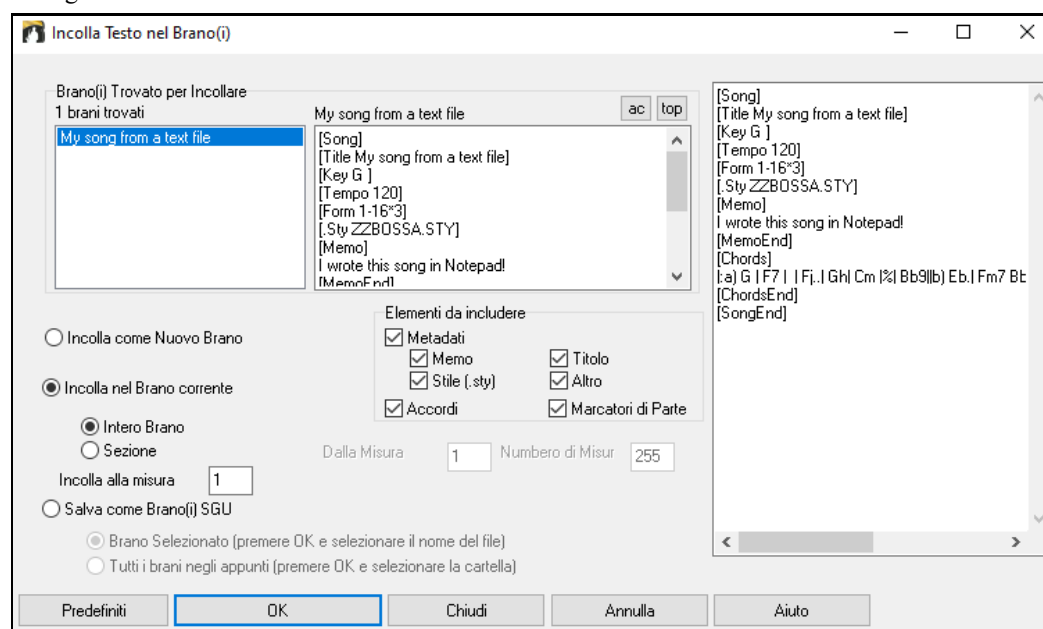 Incolla Testo nel Brano(i)
Brano(i) Trovato per Incollare
1 brani trovati
My song from a text file
ac top
My song from a text file
[Song]
[Title My song from a text file]
[Key G ]
[Tempo 120]
[Form 1-16*3]
[.Sty ZZBOSSA.STY]
[Memo]
I wrote this song in Notepad!
[MemoEnd]
[Song]
[Title My song from a text file]
[Key G ]
[Tempo 120]
[Form 1-16*3]
[.Sty ZZBOSSA.STY]
[Memo]
I wrote this song in Notepad!
[MemoEnd]
[Chords]
[:a) G | F7 | | Fj..| Gh| Cm |%| Bb9||b) Eb.| Fm7 Bb
[ChordsEnd]
[SongEnd]
Incolla come Nuovo Brano
Incolla nel Brano corrente
Intero Brano
Sezione
Incolla alla misura 1
Elementi da includere
Metadati
Memo Titolo
Stile (.sty) Altro
Accordi Marcatori di Parte
Dalla Misura 1 Numbero di Misur 255
Salva come Brano(i) SGU
Brano Selezionato (premere OK e selezionare il nome del file)
Tutti i brani negli appunti (premere OK e selezionare la cartella)
Predefiniti OK Chiudi Annulla Aiuto